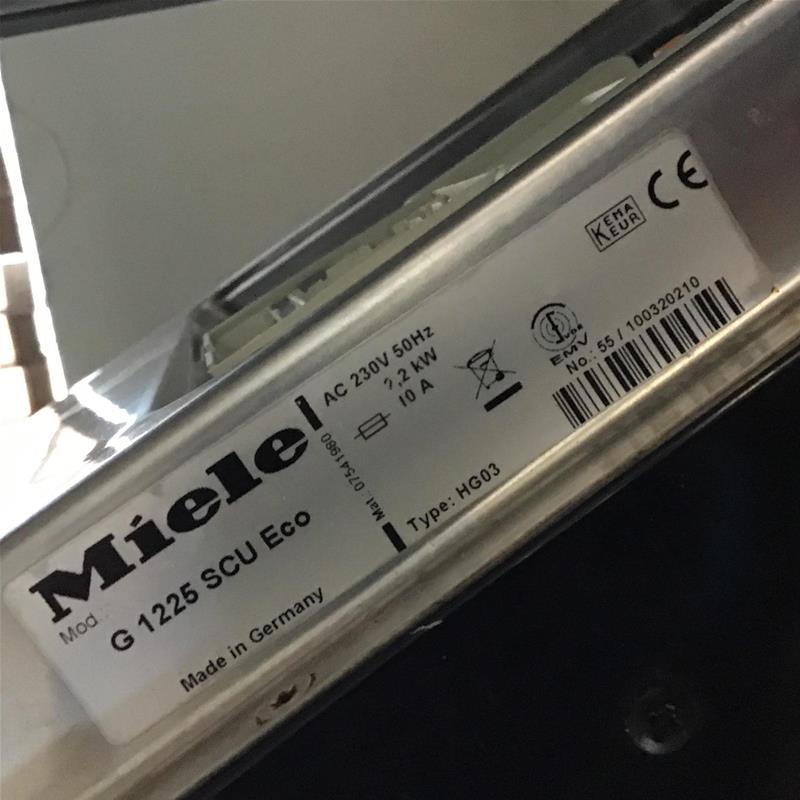 Miele
Mod.:
G 1225 SCU Eco
Made in Germany
Mat.: 07541980
AC 230V 50Hz
2,2 kW
10 A
Type: HG03
KEMA
KEUR
CE
EMV
No.: 55 / 100320210